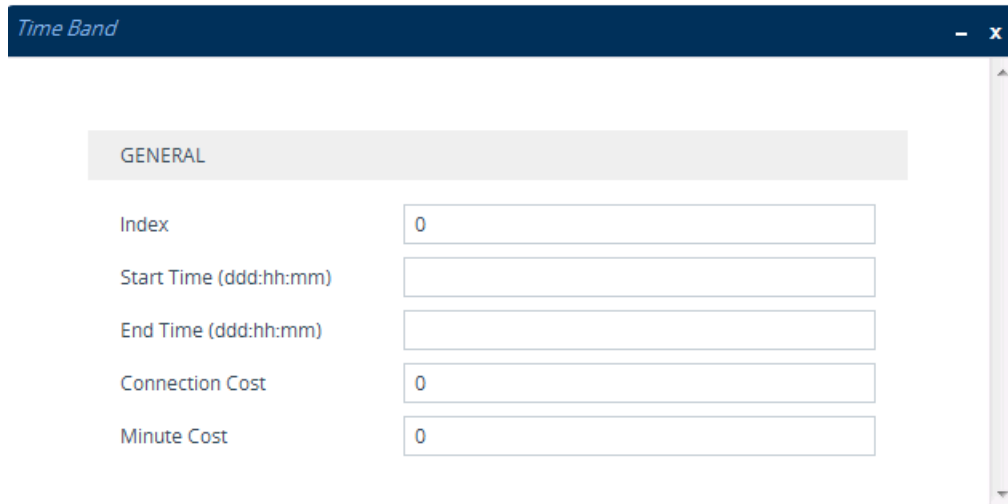 Time Band – x
GENERAL
Index 0
Start Time (ddd:hh:mm)
End Time (ddd:hh:mm)
Connection Cost 0
Minute Cost 0